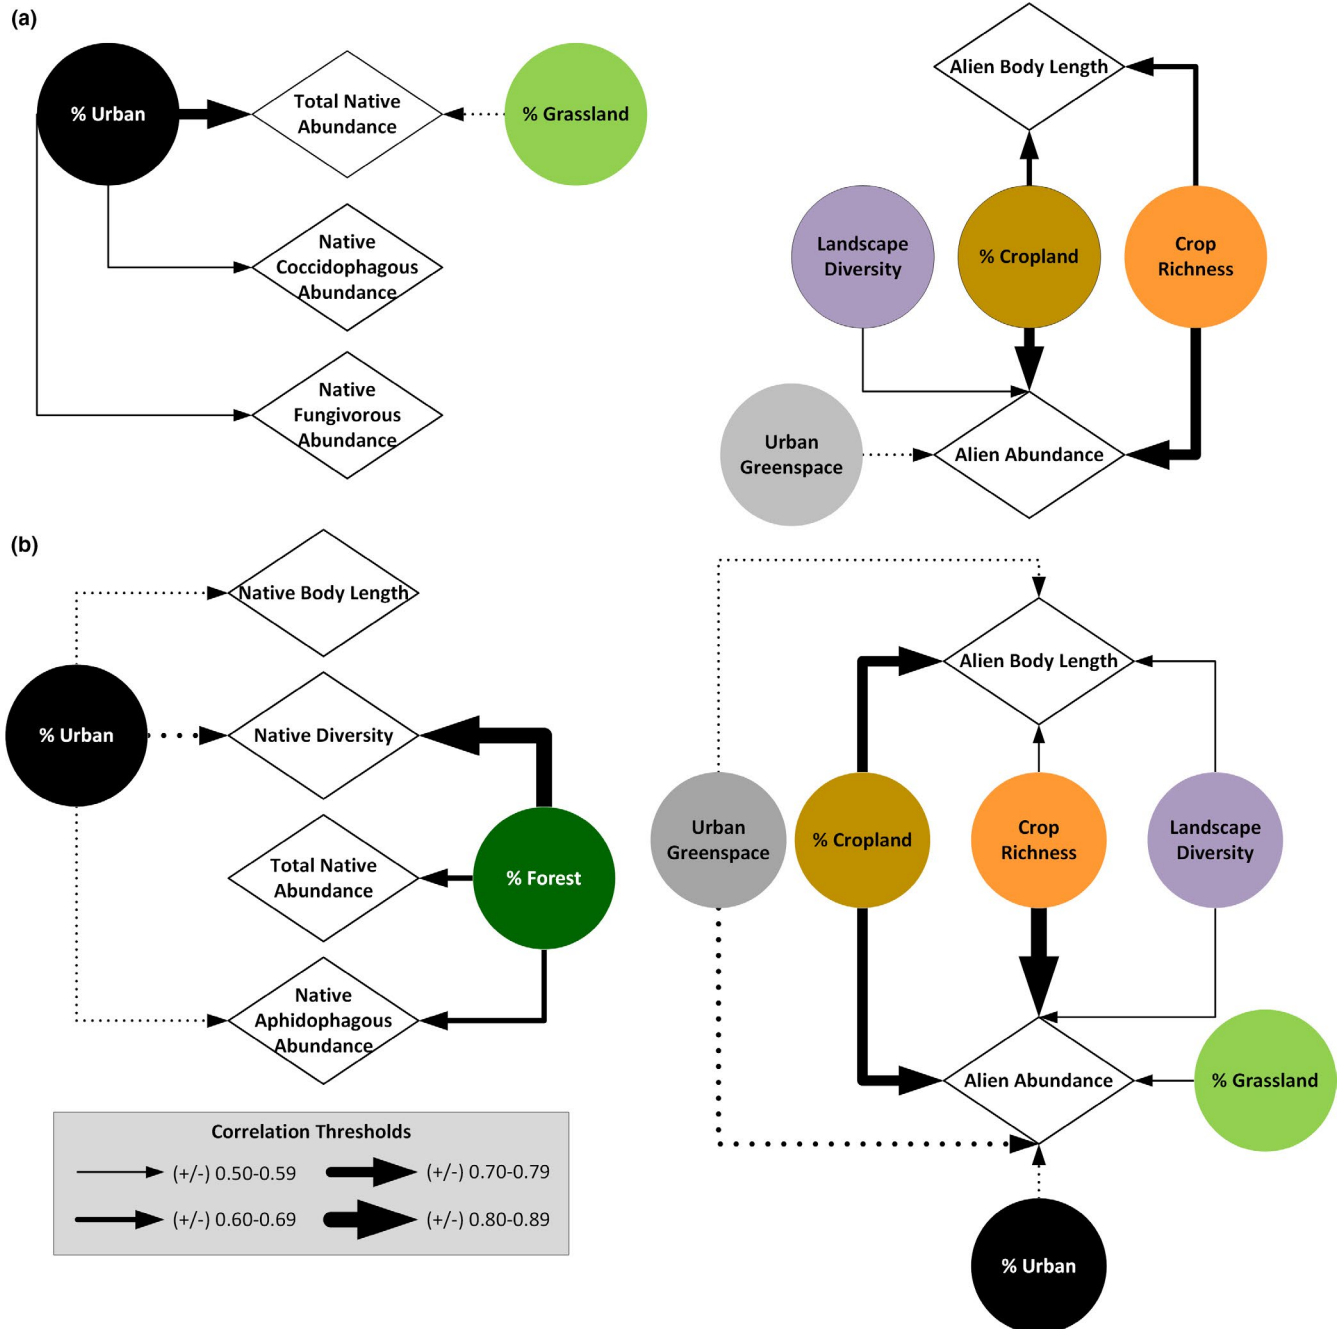 (a)
% Urban
Total Native
Abundance
% Grassland
Native
Coccidophagous
Abundance
Native
Fungivorous
Abundance
Alien Body Length
Landscape
Diversity
% Cropland
Crop
Richness
Urban
Greenspace
Alien Abundance
(b)
Native Body Length
% Urban
Native Diversity
Total Native
Abundance
% Forest
Native
Aphidophagous
Abundance
Alien Body Length
Urban
Greenspace
% Cropland
Crop
Richness
Landscape
Diversity
Alien Abundance
% Grassland
% Urban
Correlation Thresholds
(+/-) 0.50-0.59
(+/-) 0.70-0.79
(+/-) 0.60-0.69
(+/-) 0.80-0.89